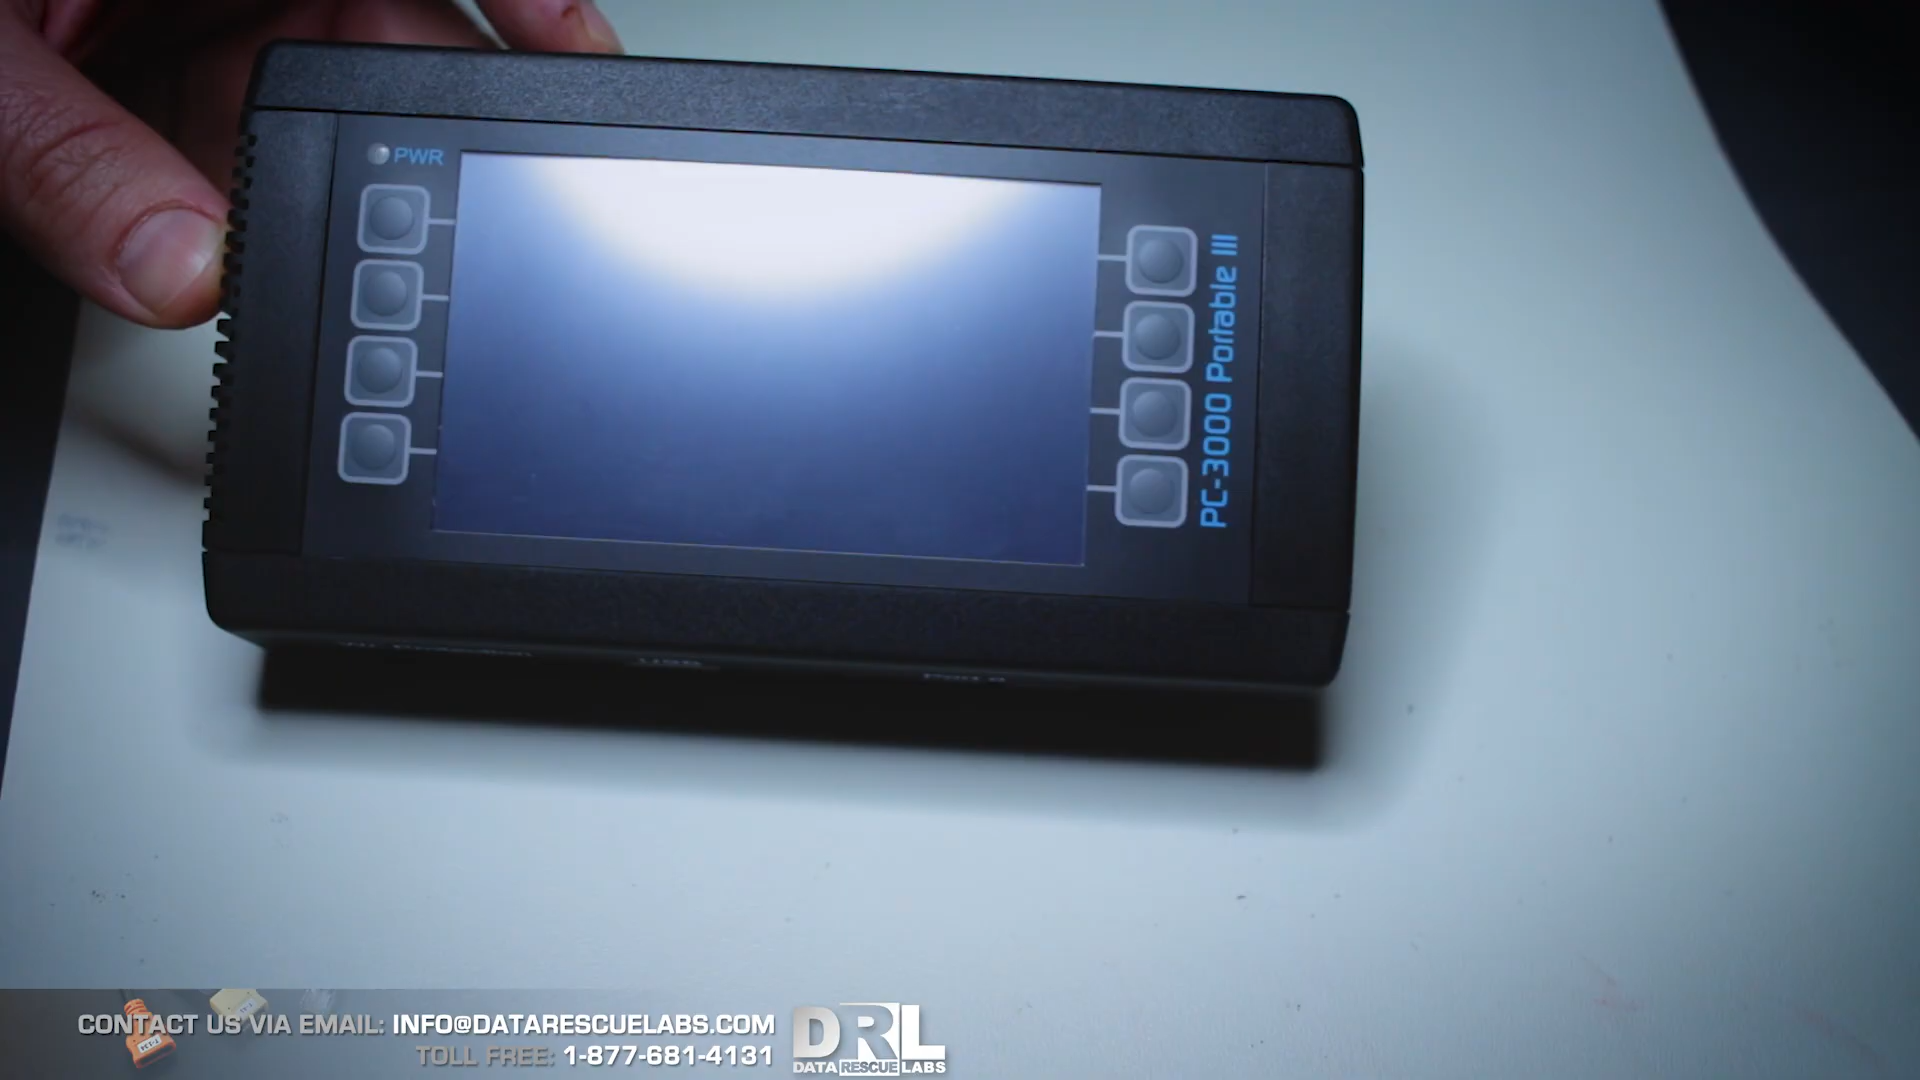 PWR
PC-3000 Portable III
USB
CONTACT US VIA EMAIL: INFO@DATARESCUELABS.COM
TOLL FREE: 1-877-681-4131
DRL
DATA RESCUE LABS